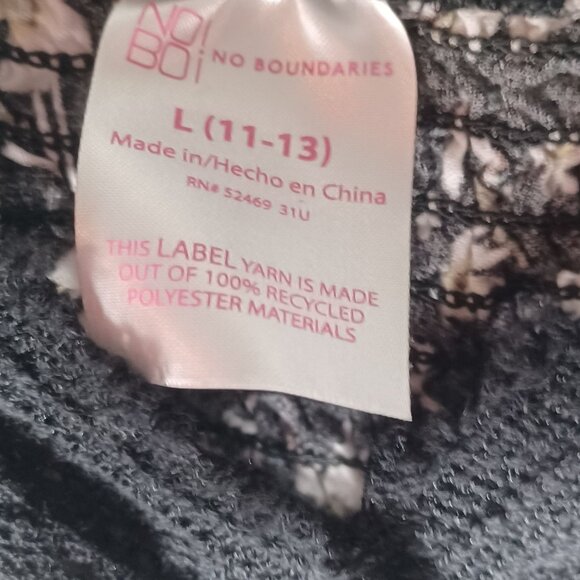 NO!
BO¡ NO BOUNDARIES
L (11-13)
Made in/Hecho en China
RN# 52469 31U
THIS LABEL YARN IS MADE
OUT OF 100% RECYCLED
POLYESTER MATERIALS